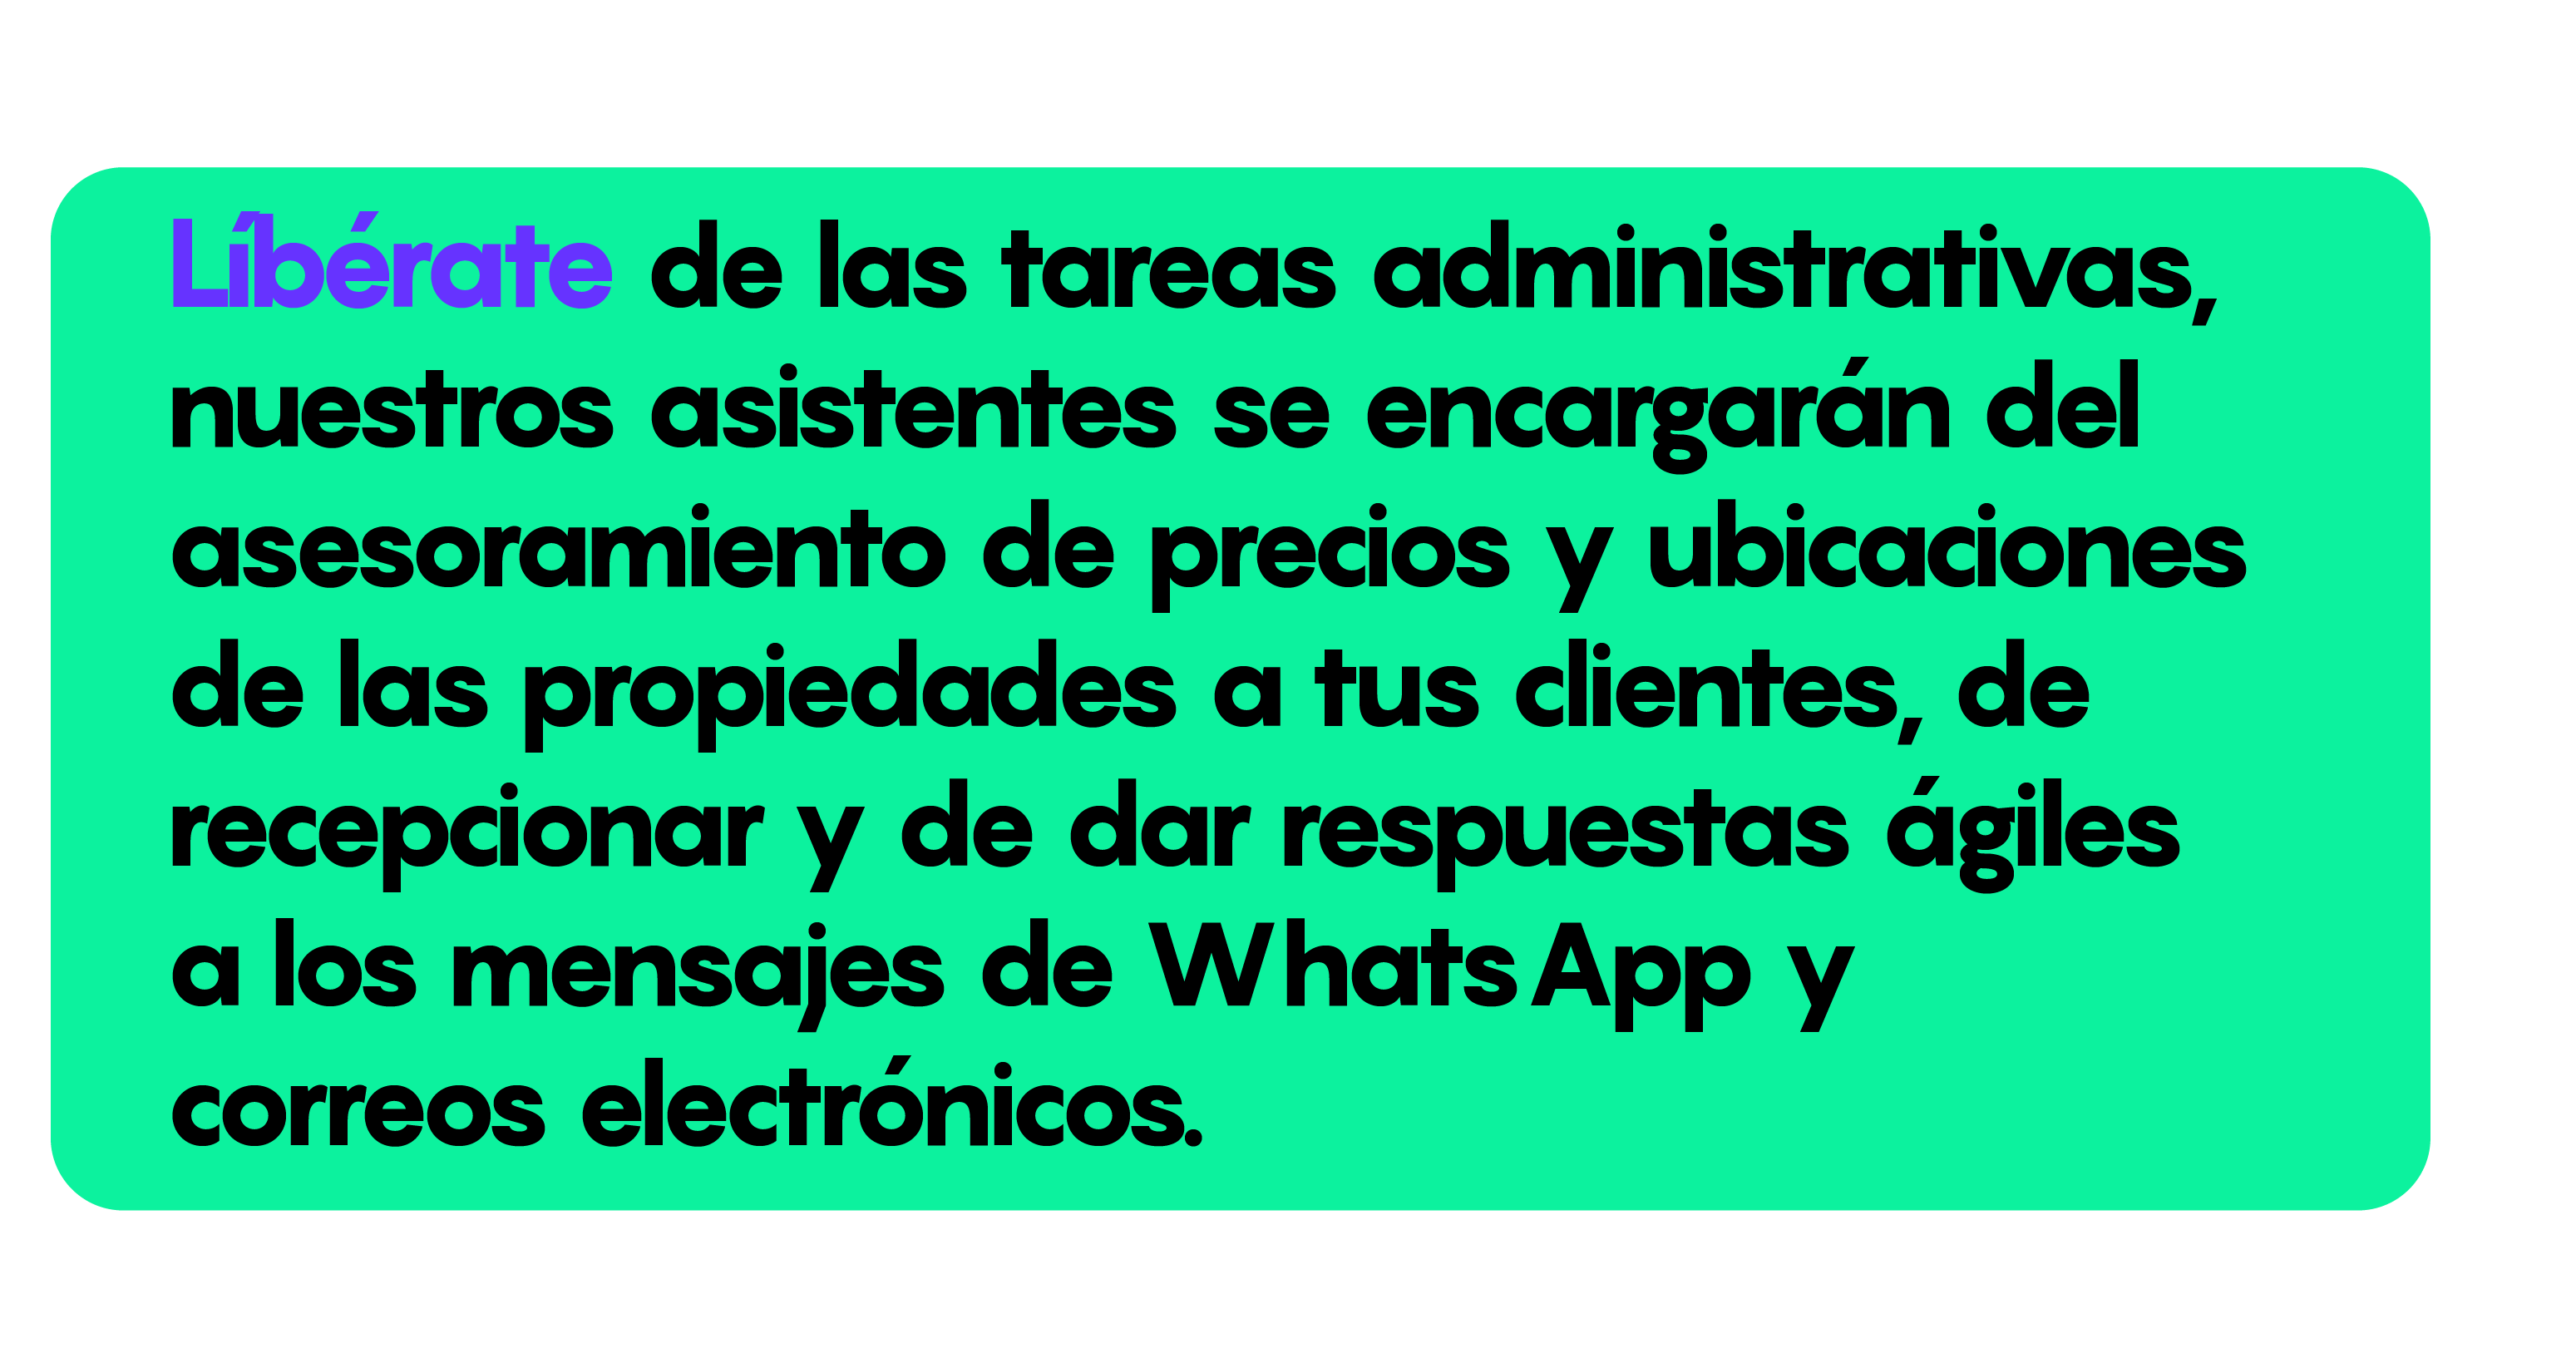 Líbérate de las tareas administrativas,
nuestros asistentes se encargarán del
asesoramiento de precios y ubicaciones
de las propiedades a tus clientes, de
recepcionar y de dar respuestas ágiles
a los mensajes de WhatsApp y
correos electrónicos.